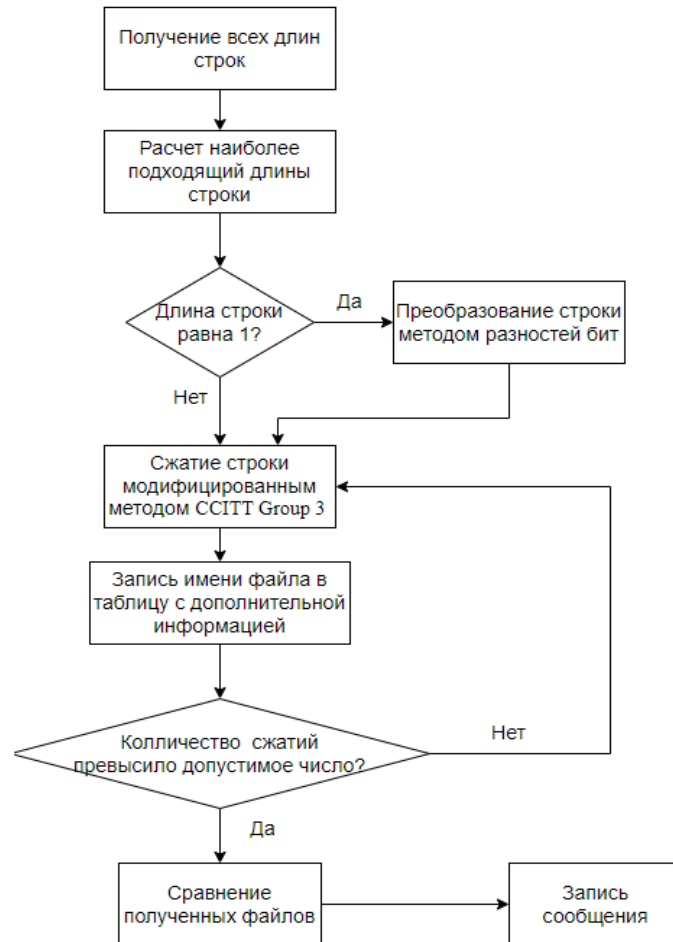 Получение всех длин
строк
Расчет наиболее
подходящий длины
строки
Длина строки
равна 1?
Да
Преобразование строки
методом разностей бит
Нет
Сжатие строки
модифицированным
методом CCITT Group 3
Запись имени файла в
таблицу с дополнительной
информацией
Колличество сжатий
превысило допустимое число?
Нет
Да
Сравнение
полученных файлов
Запись
сообщения